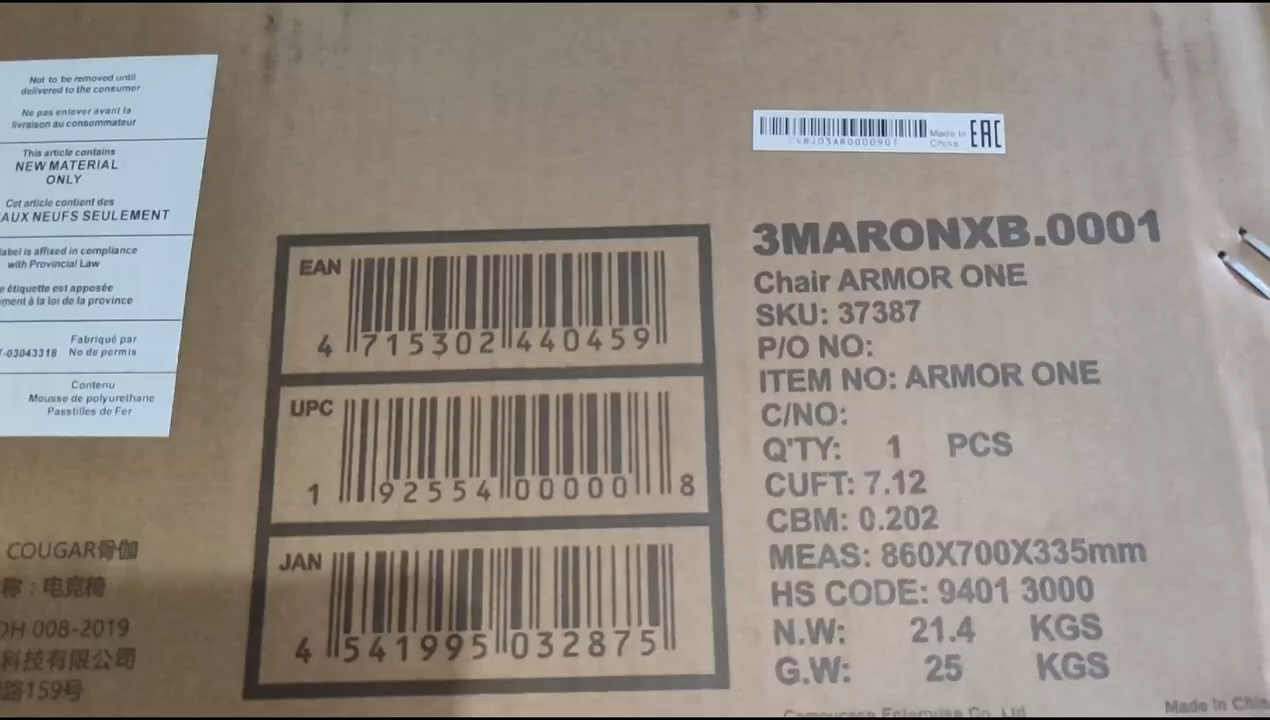 Not to be removed until
delivered to the consumer
Ne pas enlever avant la
livraison au consommateur
This article contains
NEW MATERIAL
ONLY
Cet article contient des
AUX NEUFS SEULEMENT
label is affixed in compliance
with Provincial Law
e étiquette est apposée
ment à la loi de la province
Fabriqué par
T-03043318 No de permis
Contenu
Mousse de polyurethane
Passtilles de Fer
COUGAR骨伽
称：电竞椅
DH 008-2019
科技有限公司
路159号
Made In
China
EAC
EAN
4 715302 440459
UPC
1 92554 00000 8
JAN
4 541995 032875
3MARONXB.0001
Chair ARMOR ONE
SKU: 37387
P/O NO:
ITEM NO: ARMOR ONE
C/NO:
Q'TY: 1 PCS
CUFT: 7.12
CBM: 0.202
MEAS: 860X700X335mm
HS CODE: 9401 3000
N.W: 21.4 KGS
G.W: 25 KGS
Enterprise Co. Ltd
Made In Chin